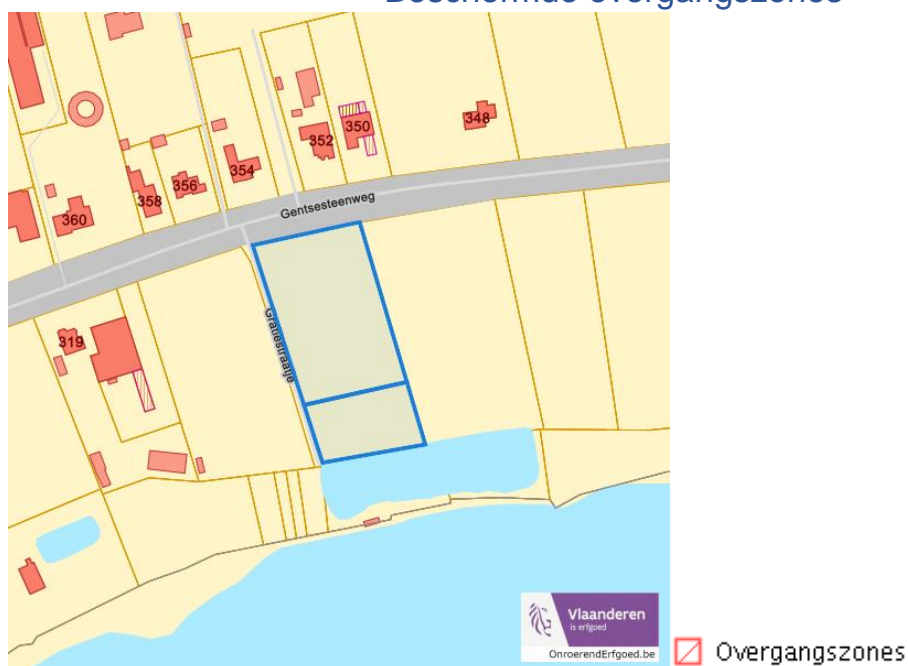 Beschermde overgangszones
348
350
352
354
356
358
360
Gentsesteenweg
Gratiestraatje
319
Vlaanderen
is erfgoed
OnroerendErfgoed.be
Overgangszones